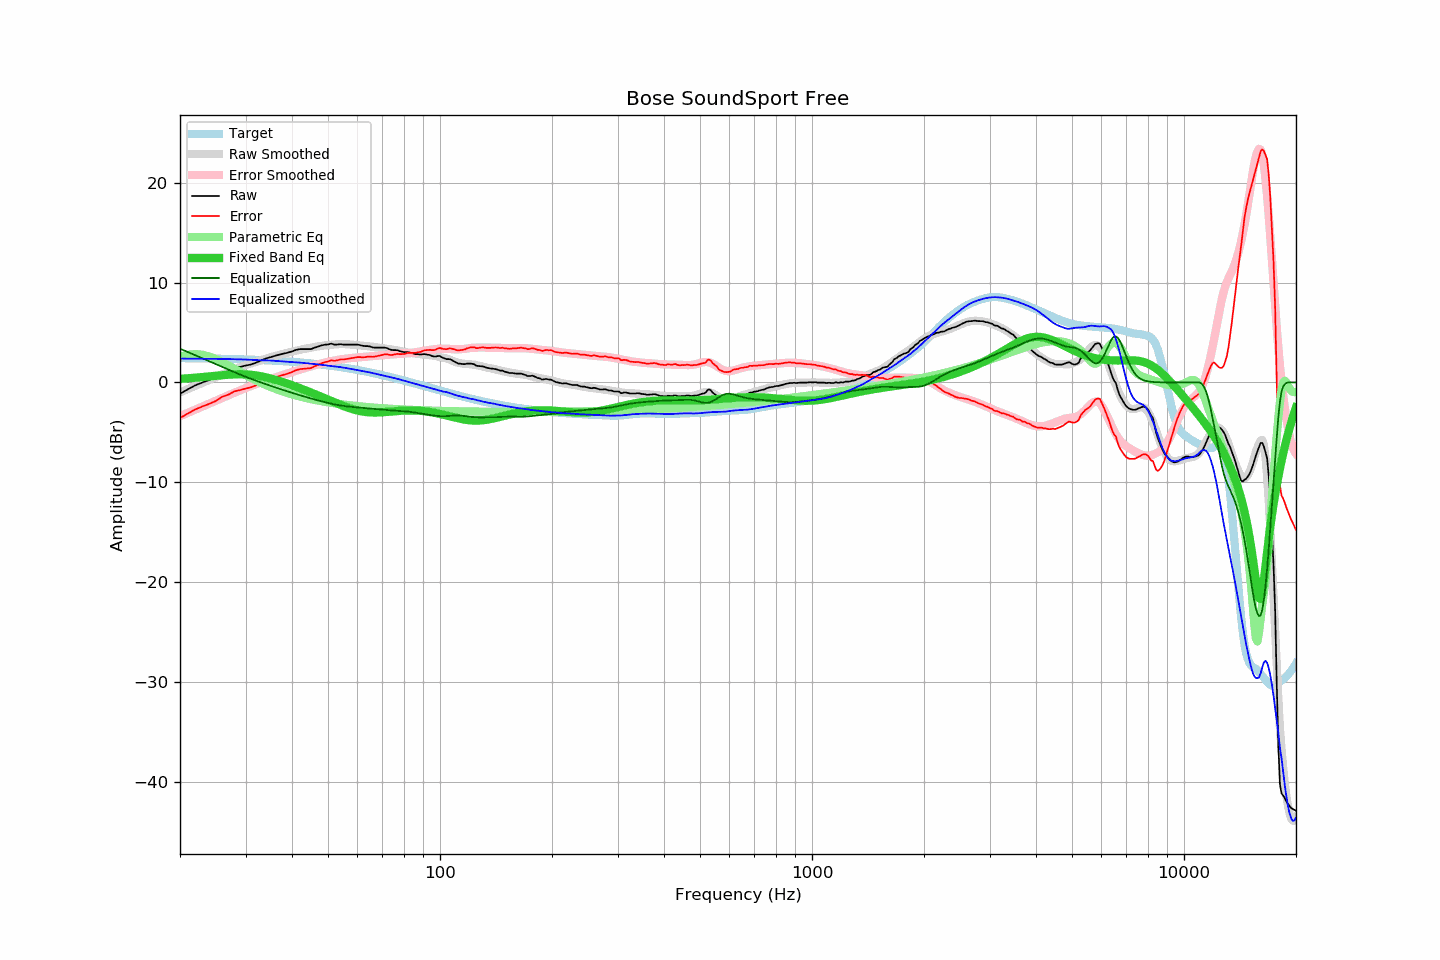 Bose SoundSport Free
Target
Raw Smoothed
Error Smoothed
Raw
Error
Parametric Eq
Fixed Band Eq
Equalization
Equalized smoothed
20
10
0
−10
−20
−30
−40
Amplitude (dBr)
100
1000
10000
Frequency (Hz)